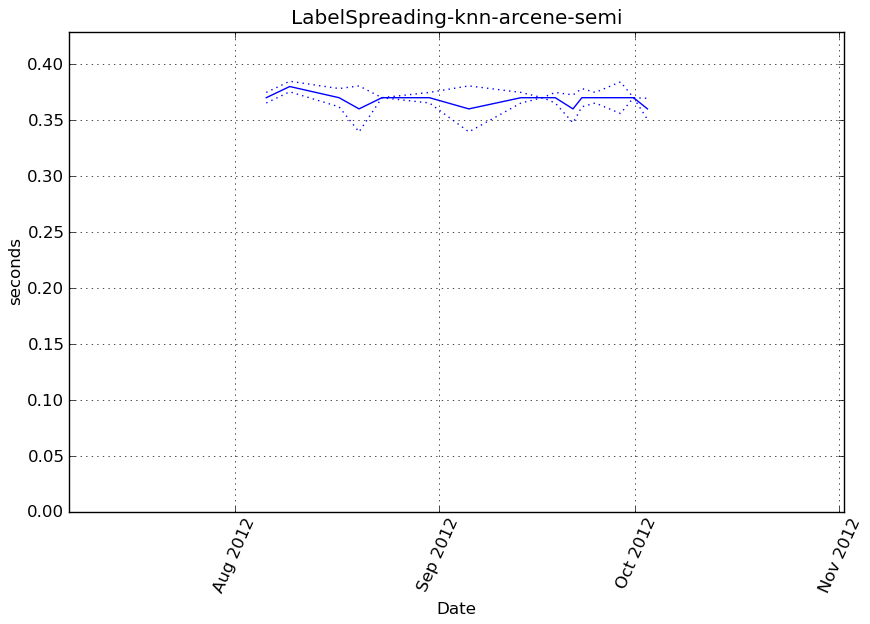 LabelSpreading-knn-arcene-semi
0.40
0.35
0.30
0.25
0.20
0.15
0.10
0.05
0.00
seconds
Aug 2012
Sep 2012
Oct 2012
Nov 2012
Date